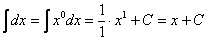 ∫dx = ∫x⁰dx = 1/1 · x¹ + C = x + C